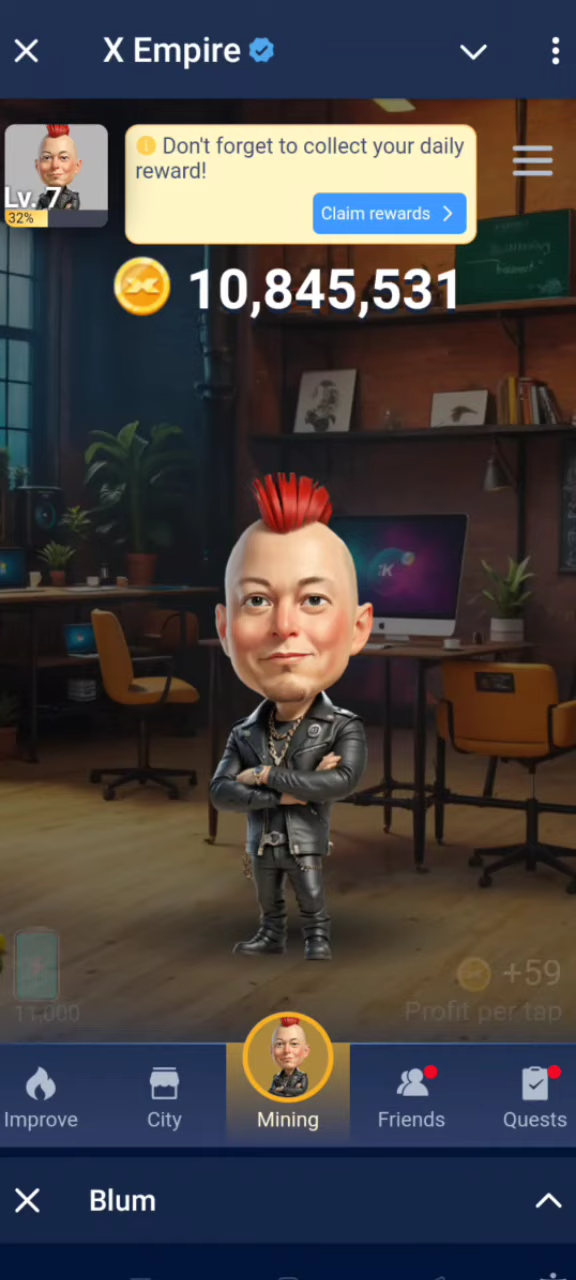 X Empire
Don't forget to collect your daily
reward!
Lv. 7
32%
Claim rewards
10,845,531
+59
11,000
Profit per tap
Improve
City
Mining
Friends
Quests
Blum